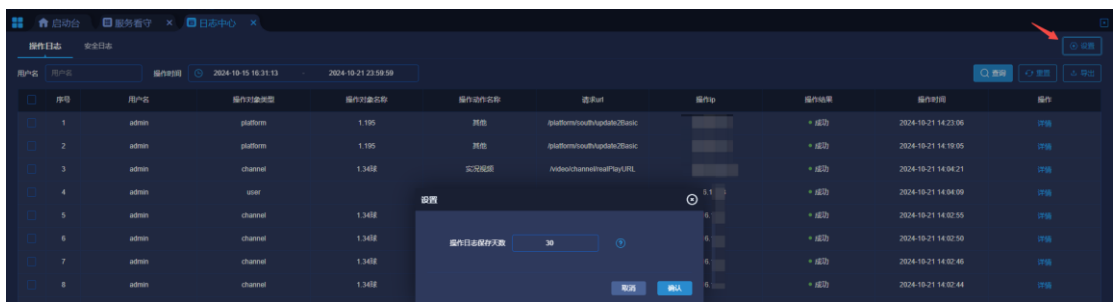 启动台 服务看守 × 日志中心 ×
操作日志 安全日志 设置
用户名 用户名 操作时间 2024-10-15 16:31:13 - 2024-10-21 23:59:59 查询 重置 导出
序号 用户名 操作对象类型 操作对象名称 操作动作名称 请求url 操作ip 操作结果 操作时间 操作
1 admin platform 1.195 其他 /platform/south/update2Basic 成功 2024-10-21 14:23:06 详情
2 admin platform 1.195 其他 /platform/south/update2Basic 成功 2024-10-21 14:19:05 详情
3 admin channel 1.34球 实况视频 /video/channel/realPlayURL 成功 2024-10-21 14:04:21 详情
4 admin user 6.1 成功 2024-10-21 14:04:09 详情
设置
5 admin channel 1.34球 6. 成功 2024-10-21 14:02:55 详情
6 admin channel 1.34球 6. 成功 2024-10-21 14:02:50 详情
操作日志保存天数 30
7 admin channel 1.34球 6. 成功 2024-10-21 14:02:46 详情
8 admin channel 1.34球 6. 成功 2024-10-21 14:02:44 详情
取消 确认